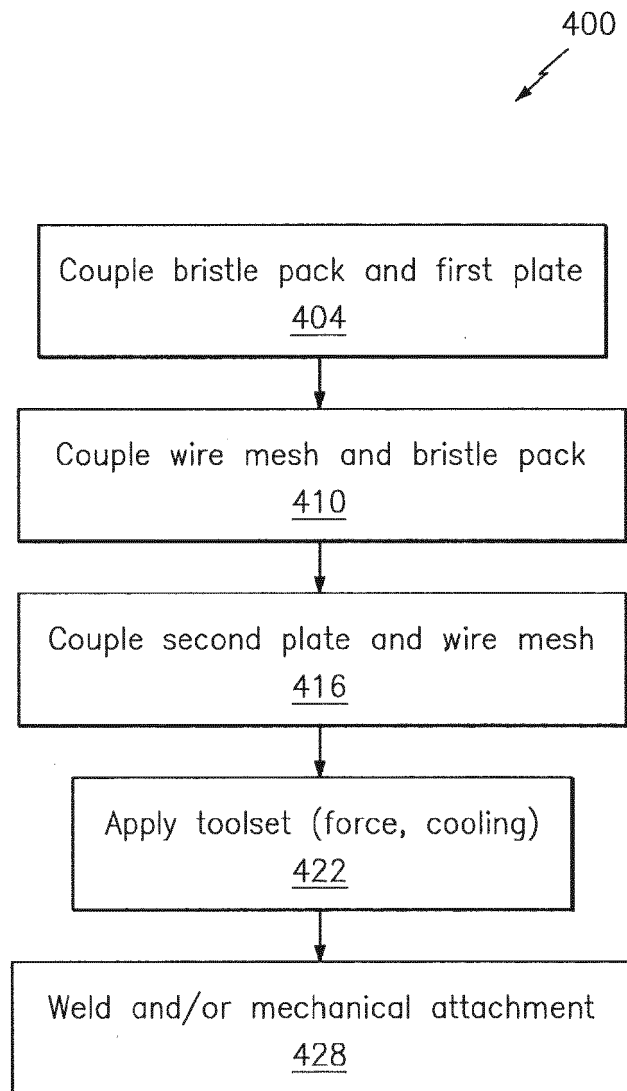 400
Couple bristle pack and first plate
404
Couple wire mesh and bristle pack
410
Couple second plate and wire mesh
416
Apply toolset (force, cooling)
422
Weld and/or mechanical attachment
428